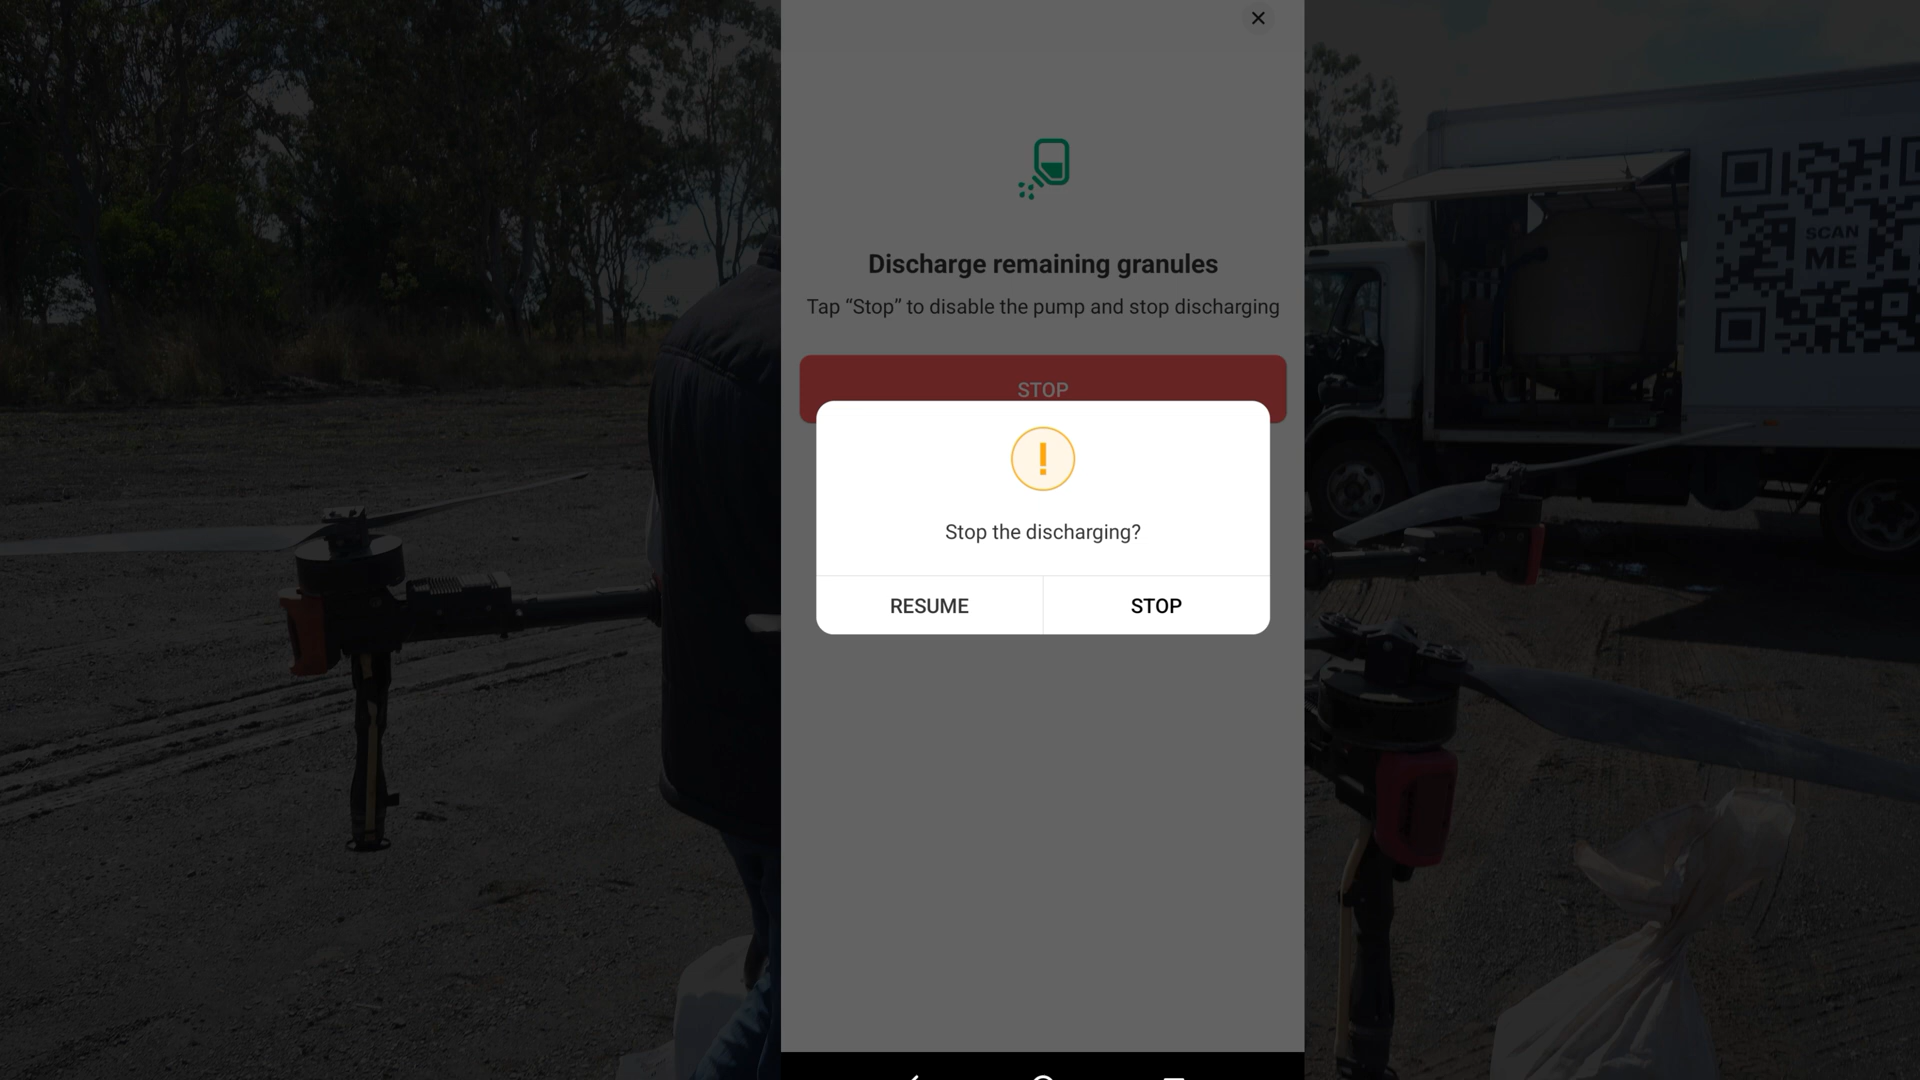 Discharge remaining granules
Tap “Stop” to disable the pump and stop discharging
STOP
!
Stop the discharging?
RESUME
STOP
SCAN
ME